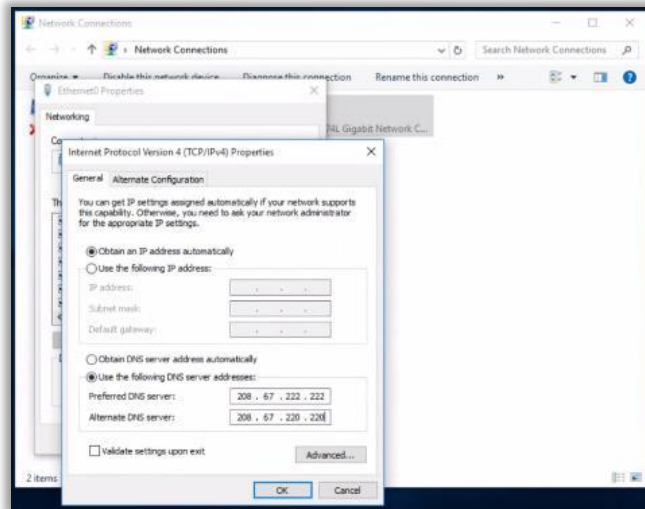 Network Connections
Network Connections
Search Network Connections
Organize
Disable this network device
Diagnose this connection
Rename this connection
»
Ethernet0 Properties
Networking
74L Gigabit Network C...
Internet Protocol Version 4 (TCP/IPv4) Properties
General
Alternate Configuration
You can get IP settings assigned automatically if your network supports
this capability. Otherwise, you need to ask your network administrator
for the appropriate IP settings.
Obtain an IP address automatically
Use the following IP address:
IP address:
Subnet mask:
Default gateway:
Obtain DNS server address automatically
Use the following DNS server addresses:
Preferred DNS server:
208 . 67 . 222 . 222
Alternate DNS server:
208 . 67 . 220 . 220
Validate settings upon exit
Advanced...
2 items
OK
Cancel